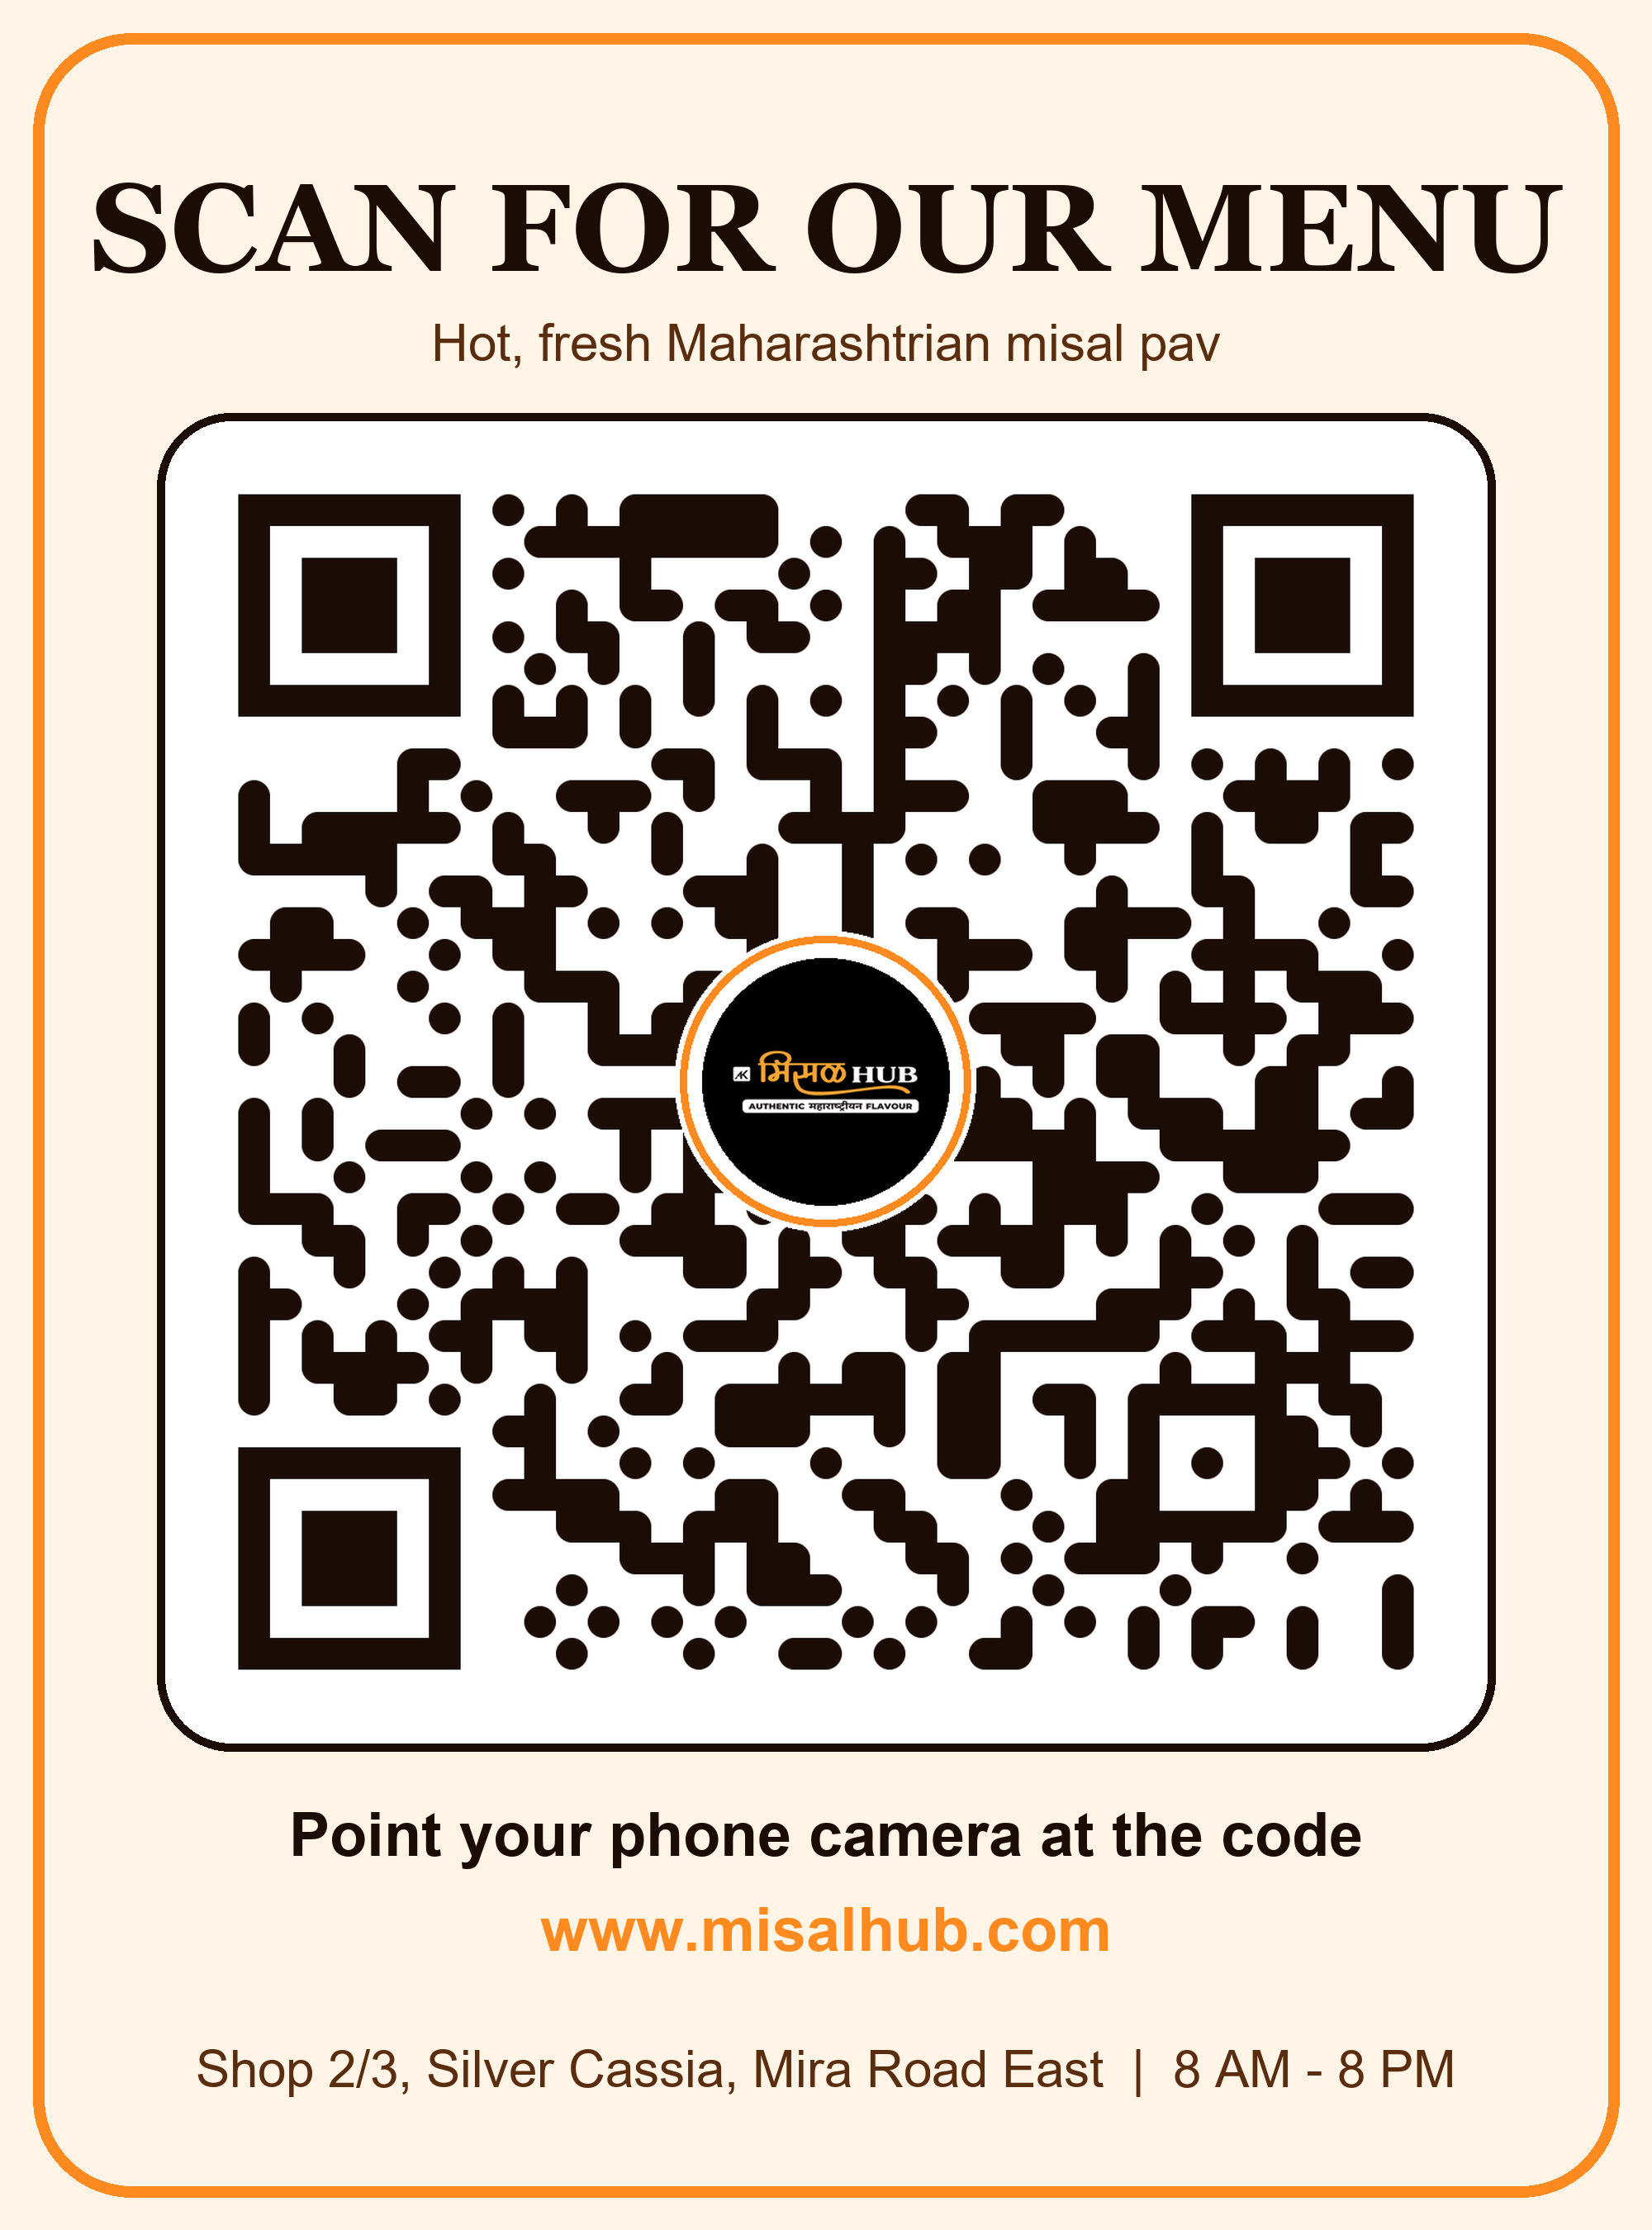 SCAN FOR OUR MENU
Hot, fresh Maharashtrian misal pav
AK मिसळ HUB
AUTHENTIC महाराष्ट्रीयन FLAVOUR
Point your phone camera at the code
www.misalhub.com
Shop 2/3, Silver Cassia, Mira Road East | 8 AM - 8 PM